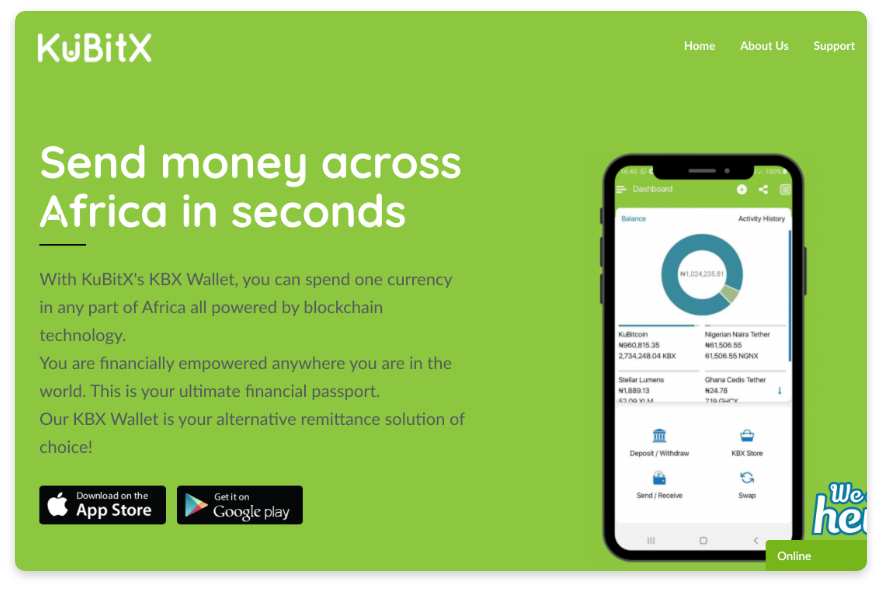 KuBitX
Home About Us Support
Send money across
Africa in seconds
With KuBitX's KBX Wallet, you can spend one currency
in any part of Africa all powered by blockchain
technology.
You are financially empowered anywhere you are in the
world. This is your ultimate financial passport.
Our KBX Wallet is your alternative remittance solution of
choice!
Download on the
App Store
Get it on
Google play
100%
Dashboard
Balance Activity History
₦1,024,235.81
KuBitcoin Nigerian Naira Tether
₦960,815.35 ₦61,506.55
2,734,248.04 KBX 61,506.55 NGNX
Stellar Lumens Ghana Cedis Tether
₦1,889.13 ₦24.78
52.09 XLM 719 GHCX
Deposit / Withdraw KBX Store
Send / Receive Swap
We
Online